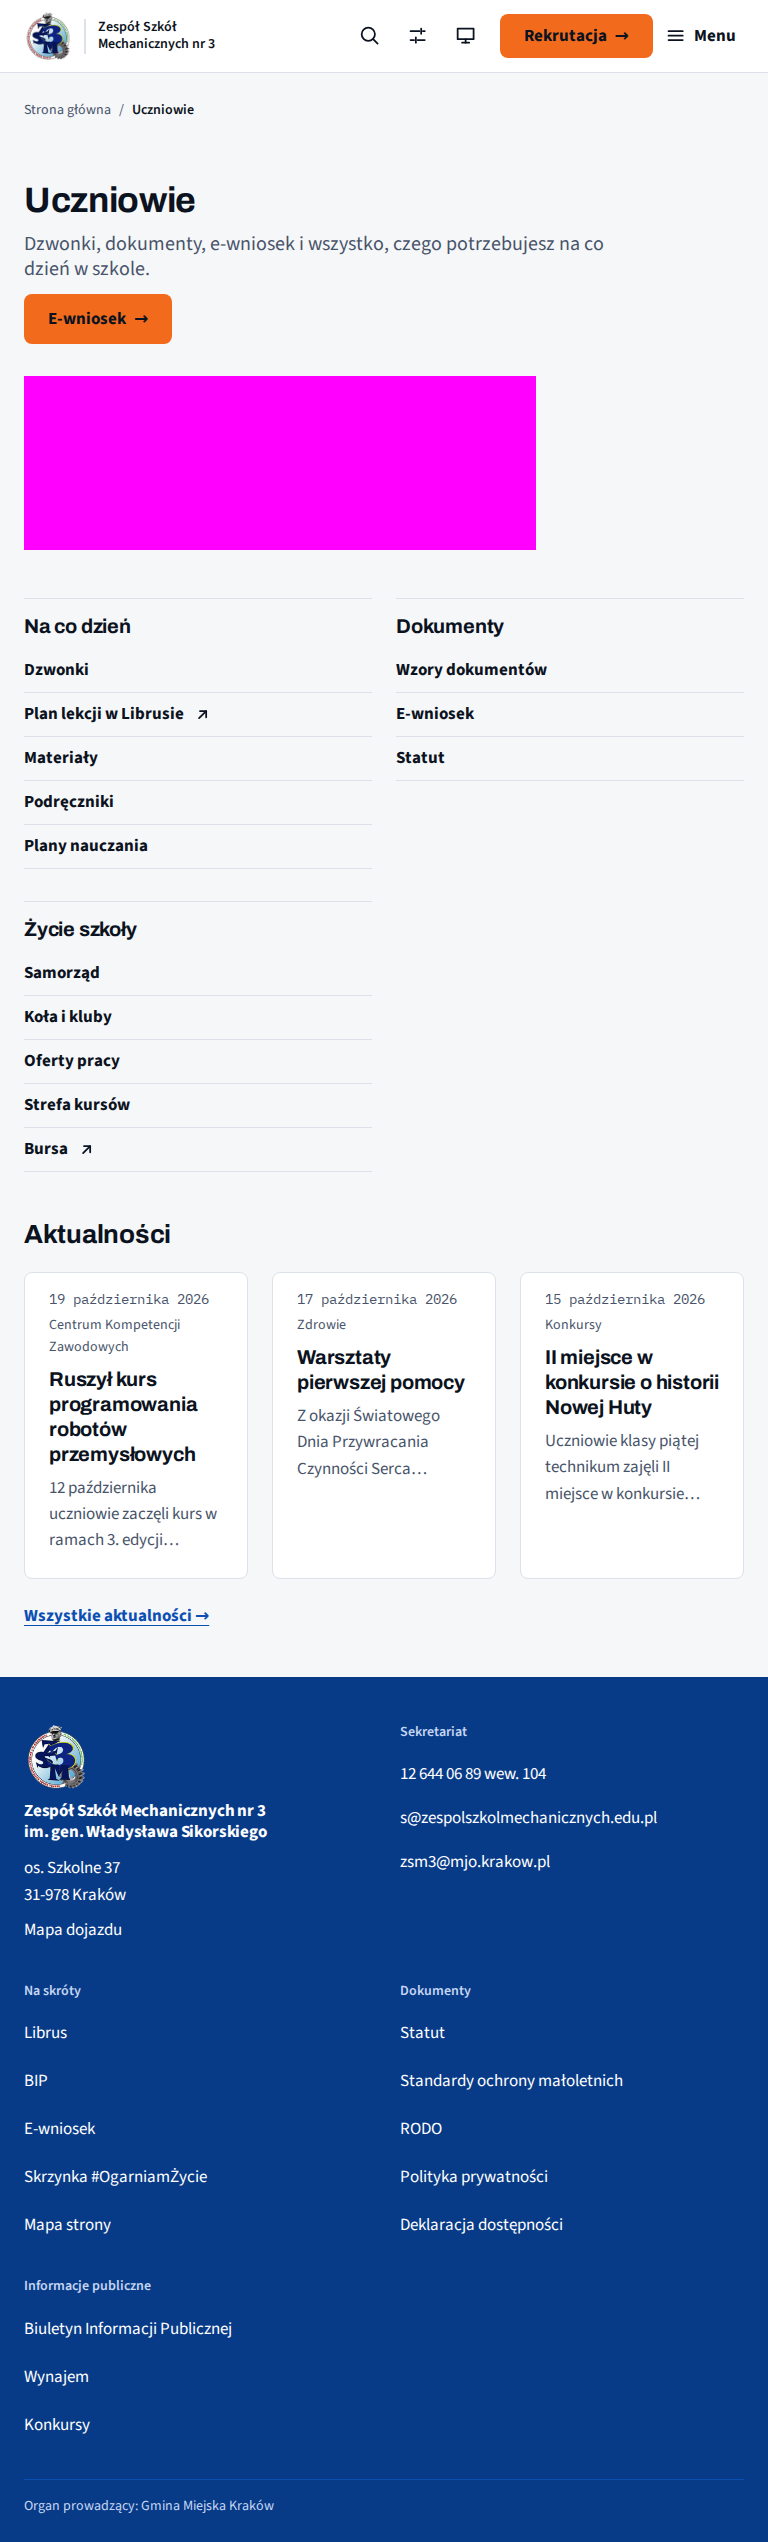 Zespół Szkół
Mechanicznych nr 3
Rekrutacja →
Menu
Strona główna / Uczniowie
Uczniowie
Dzwonki, dokumenty, e-wniosek i wszystko, czego potrzebujesz na co
dzień w szkole.
E-wniosek →
Na co dzień
Dzwonki
Plan lekcji w Librusie ↗
Materiały
Podręczniki
Plany nauczania
Dokumenty
Wzory dokumentów
E-wniosek
Statut
Życie szkoły
Samorząd
Koła i kluby
Oferty pracy
Strefa kursów
Bursa ↗
Aktualności
19 października 2026
Centrum Kompetencji
Zawodowych
Ruszył kurs
programowania
robotów
przemysłowych
12 października
uczniowie zaczęli kurs w
ramach 3. edycji…
17 października 2026
Zdrowie
Warsztaty
pierwszej pomocy
Z okazji Światowego
Dnia Przywracania
Czynności Serca…
15 października 2026
Konkursy
II miejsce w
konkursie o historii
Nowej Huty
Uczniowie klasy piątej
technikum zajęli II
miejsce w konkursie…
Wszystkie aktualności →
Zespół Szkół Mechanicznych nr 3
im. gen. Władysława Sikorskiego
os. Szkolne 37
31-978 Kraków
Mapa dojazdu
Sekretariat
12 644 06 89 wew. 104
s@zespolszkolmechanicznych.edu.pl
zsm3@mjo.krakow.pl
Na skróty
Librus
BIP
E-wniosek
Skrzynka #OgarniamŻycie
Mapa strony
Dokumenty
Statut
Standardy ochrony małoletnich
RODO
Polityka prywatności
Deklaracja dostępności
Informacje publiczne
Biuletyn Informacji Publicznej
Wynajem
Konkursy
Organ prowadzący: Gmina Miejska Kraków